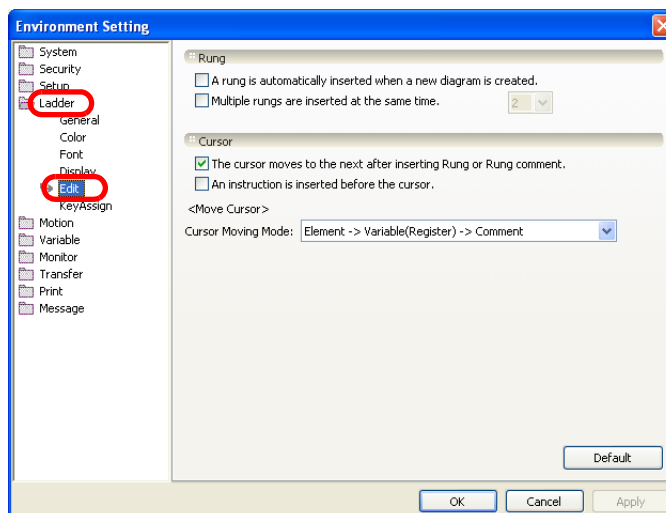 Environment Setting
System
Security
Setup
Ladder
General
Color
Font
Display
Edit
KeyAssign
Motion
Variable
Monitor
Transfer
Print
Message
Rung
A rung is automatically inserted when a new diagram is created.
Multiple rungs are inserted at the same time. 2
Cursor
The cursor moves to the next after inserting Rung or Rung comment.
An instruction is inserted before the cursor.
<Move Cursor>
Cursor Moving Mode: Element -> Variable(Register) -> Comment
Default
OK Cancel Apply